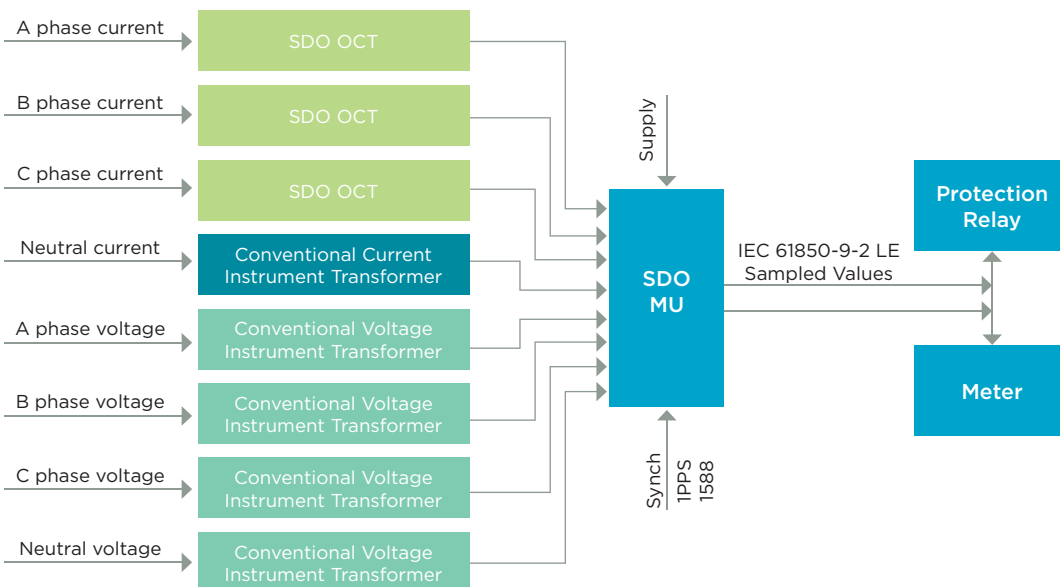 A phase current
SDO OCT
B phase current
SDO OCT
C phase current
SDO OCT
Neutral current
Conventional Current
Instrument Transformer
A phase voltage
Conventional Voltage
Instrument Transformer
B phase voltage
Conventional Voltage
Instrument Transformer
C phase voltage
Conventional Voltage
Instrument Transformer
Neutral voltage
Conventional Voltage
Instrument Transformer
Supply
SDO
MU
Synch
1PPS
1588
IEC 61850-9-2 LE
Sampled Values
Protection
Relay
Meter